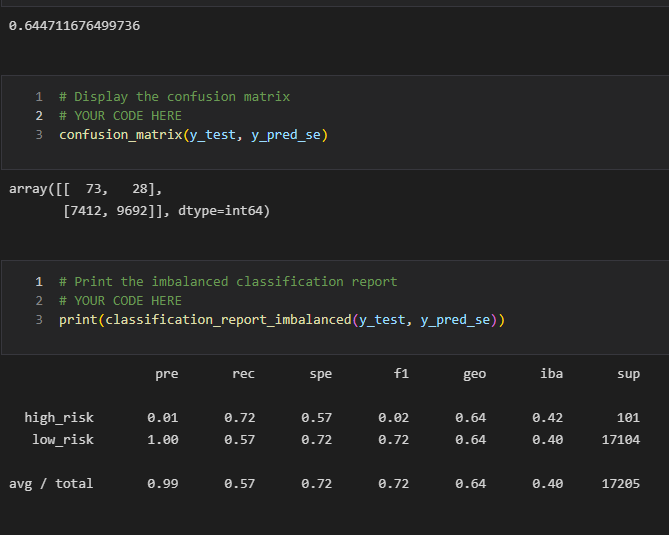 0.644711676499736
1 # Display the confusion matrix
2 # YOUR CODE HERE
3 confusion_matrix(y_test, y_pred_se)
array([[  73,   28],
       [7412, 9692]], dtype=int64)
1 # Print the imbalanced classification report
2 # YOUR CODE HERE
3 print(classification_report_imbalanced(y_test, y_pred_se))
pre rec spe f1 geo iba sup
high_risk 0.01 0.72 0.57 0.02 0.64 0.42 101
low_risk 1.00 0.57 0.72 0.72 0.64 0.40 17104
avg / total 0.99 0.57 0.72 0.72 0.64 0.40 17205